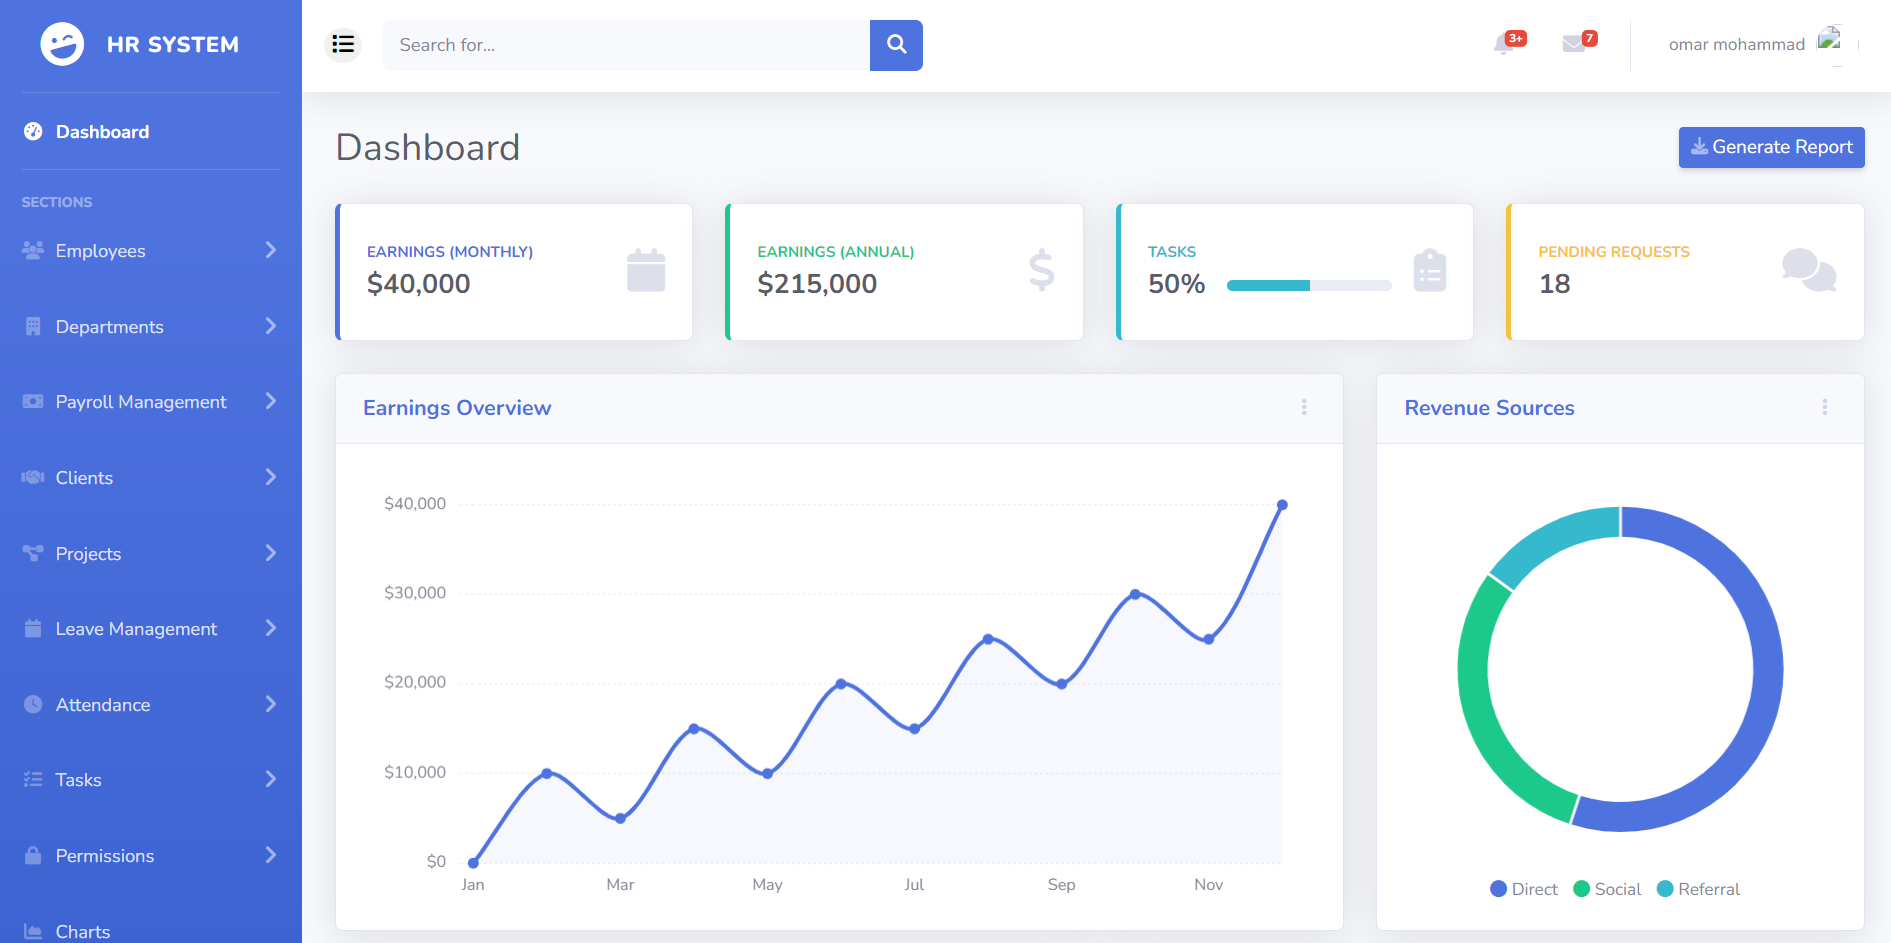 HR SYSTEM
Search for...
3+
7
omar mohammad
Dashboard
SECTIONS
Employees
Departments
Payroll Management
Clients
Projects
Leave Management
Attendance
Tasks
Permissions
Charts
Dashboard
Generate Report
EARNINGS (MONTHLY)
$40,000
EARNINGS (ANNUAL)
$215,000
TASKS
50%
PENDING REQUESTS
18
Earnings Overview
$40,000
$30,000
$20,000
$10,000
$0
Jan Mar May Jul Sep Nov
Revenue Sources
Direct Social Referral